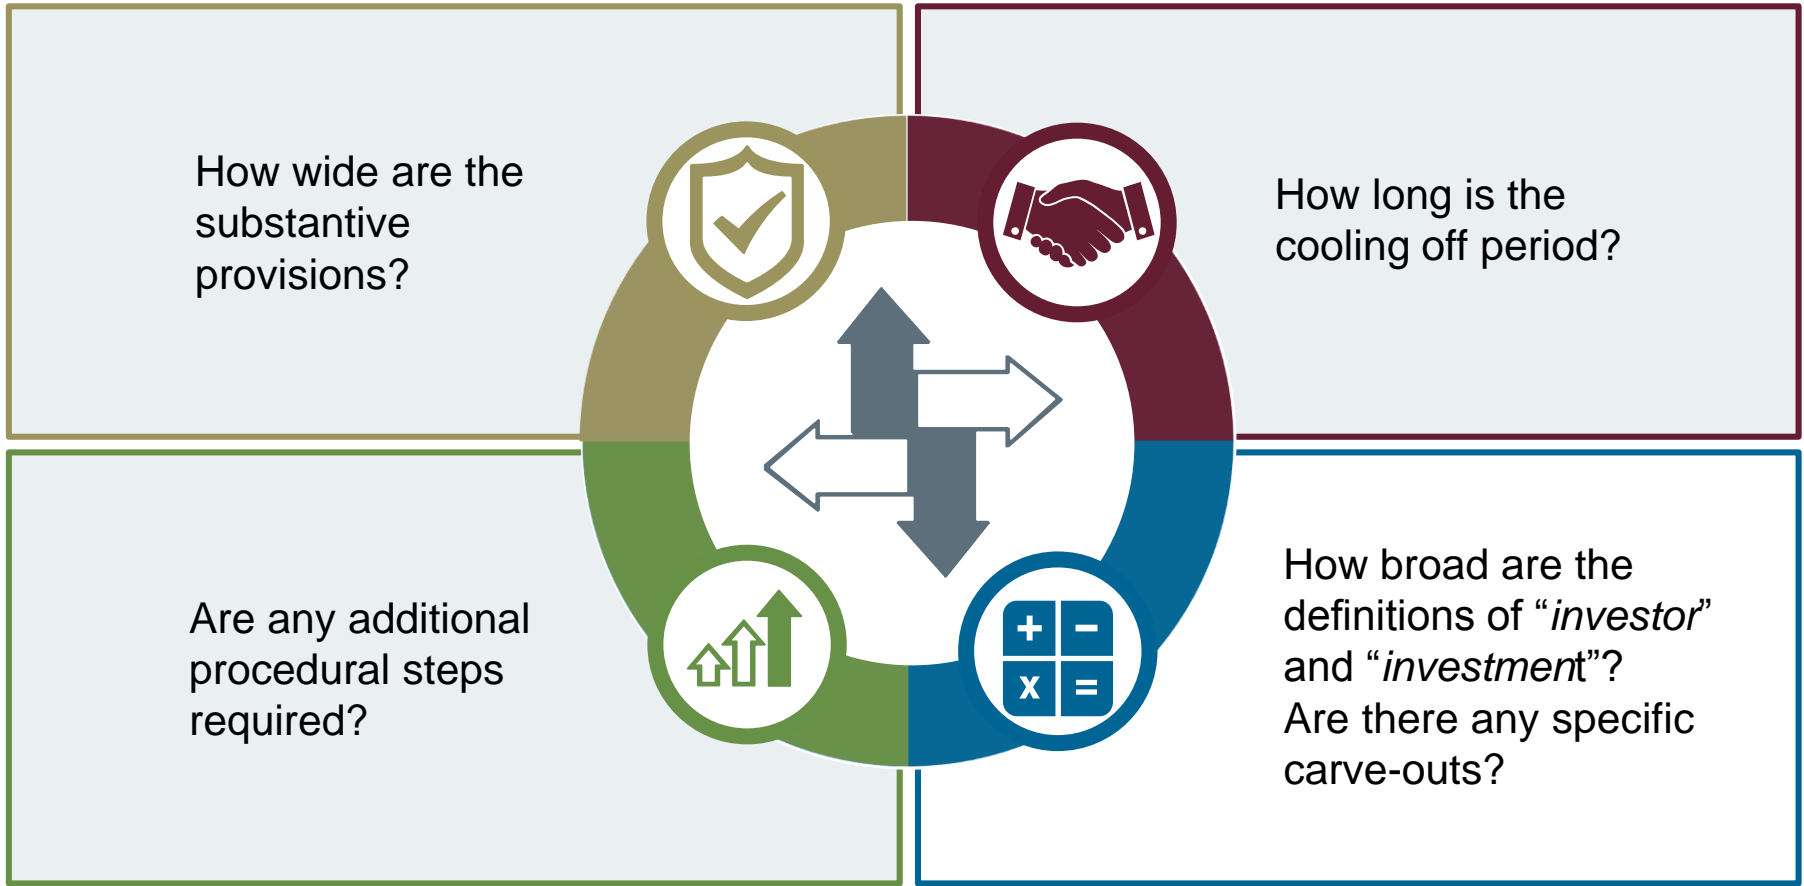 How wide are the
substantive
provisions?
How long is the
cooling off period?
Are any additional
procedural steps
required?
How broad are the
definitions of “investor”
and “investment”?
Are there any specific
carve-outs?
+ −
x =